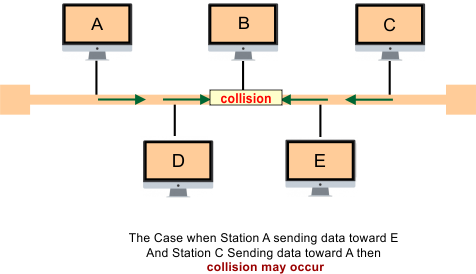 A
B
C
collision
D
E
The Case when Station A sending data toward E
And Station C Sending data toward A then
collision may occur